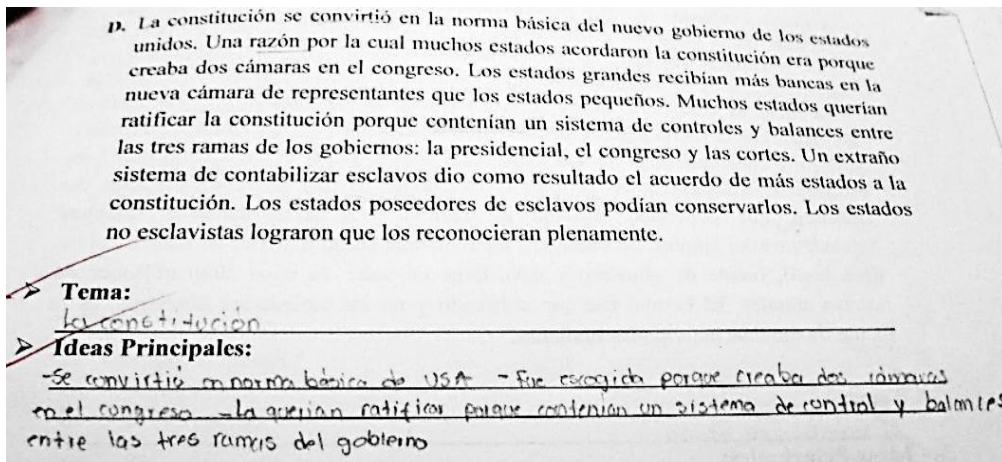 D. La constitución se convirtió en la norma básica del nuevo gobierno de los estados
unidos. Una razón por la cual muchos estados acordaron la constitución era porque
creaba dos cámaras en el congreso. Los estados grandes recibían más bancas en la
nueva cámara de representantes que los estados pequeños. Muchos estados querían
ratificar la constitución porque contenían un sistema de controles y balances entre
las tres ramas de los gobiernos: la presidencial, el congreso y las cortes. Un extraño
sistema de contabilizar esclavos dio como resultado el acuerdo de más estados a la
constitución. Los estados poseedores de esclavos podían conservarlos. Los estados
no esclavistas lograron que los reconocieran plenamente.
Tema:
La constitución
Ideas Principales:
-Se convirtió en norma básica de USA - Fue escogida porque creaba dos cámaras
en el congreso -la querían ratificar porque contenían un sistema de control y balances
entre las tres ramas del gobierno